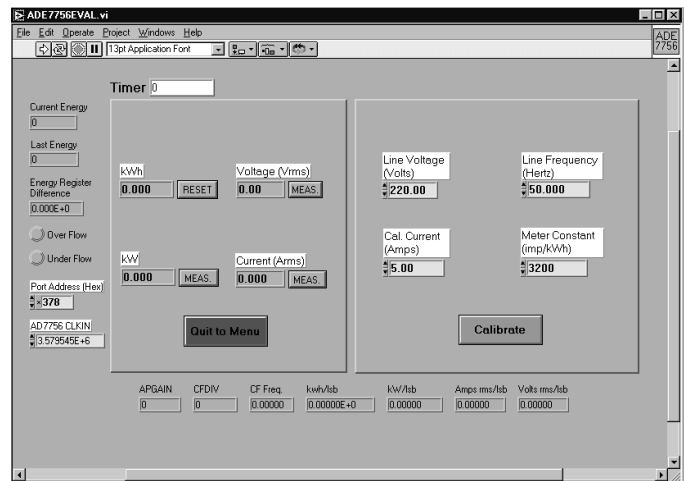 ADE7756EVAL.vi
File Edit Operate Project Windows Help
13pt Application Font
ADE
7756
Timer 0
Current Energy
0
Last Energy
0
Energy Register
Difference
0.000E+0
Over Flow
Under Flow
Port Address (Hex)
×378
AD7756 CLKIN
3.579545E+6
kWh
0.000 RESET
Voltage (Vrms)
0.00 MEAS.
kW
0.000 MEAS.
Current (Arms)
0.000 MEAS.
Quit to Menu
Line Voltage
(Volts)
220.00
Line Frequency
(Hertz)
50.000
Cal. Current
(Amps)
5.00
Meter Constant
(imp/kWh)
3200
Calibrate
APGAIN CFDIV CF Freq. kwh/lsb kW/lsb Amps rms/lsb Volts rms/lsb
0 0 0.00000 0.00000E+0 0.00000 0.00000 0.00000